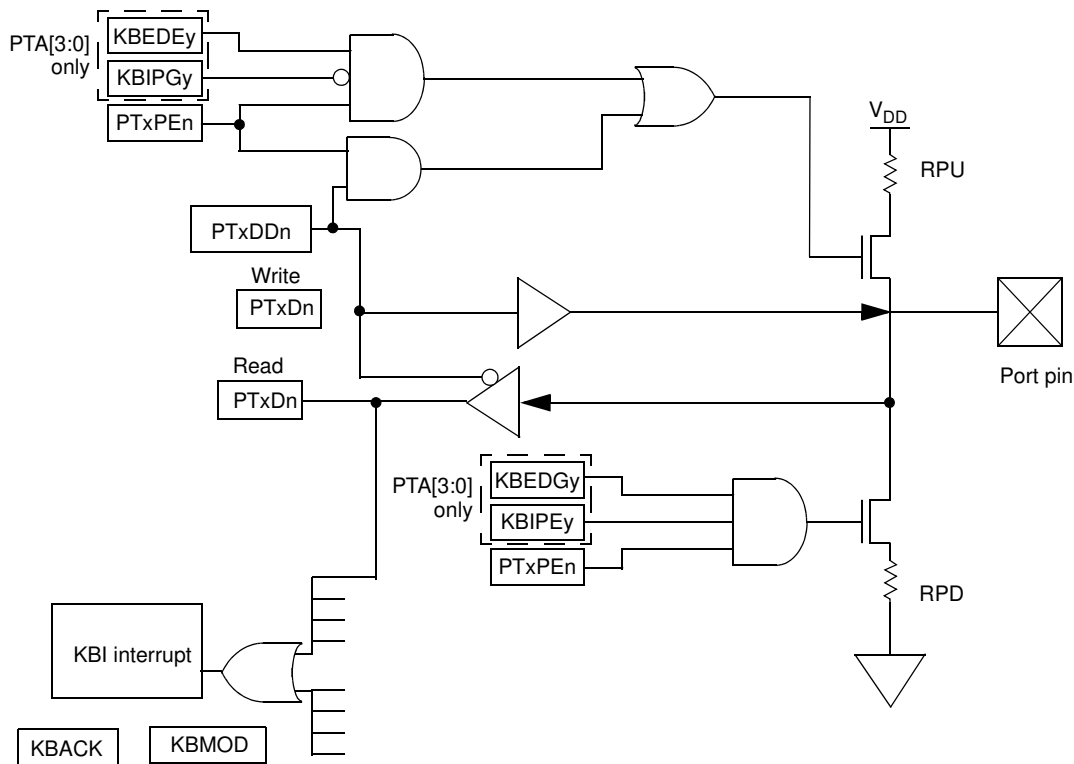 PTA[3:0]
only
KBEDEy
KBIPGy
PTxPEn
PTxDDn
Write
PTxDn
Read
PTxDn
VDD
RPU
Port pin
PTA[3:0]
only
KBEDGy
KBIPEy
PTxPEn
RPD
KBI interrupt
KBACK
KBMOD